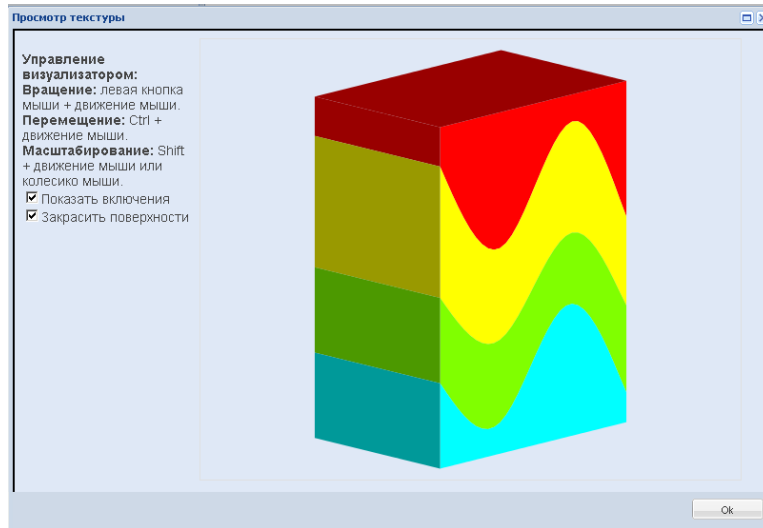 Просмотр текстуры
Управление
визуализатором:
Вращение: левая кнопка
мыши + движение мыши.
Перемещение: Ctrl +
движение мыши.
Масштабирование: Shift
+ движение мыши или
колесико мыши.
Показать включения
Закрасить поверхности
Ok